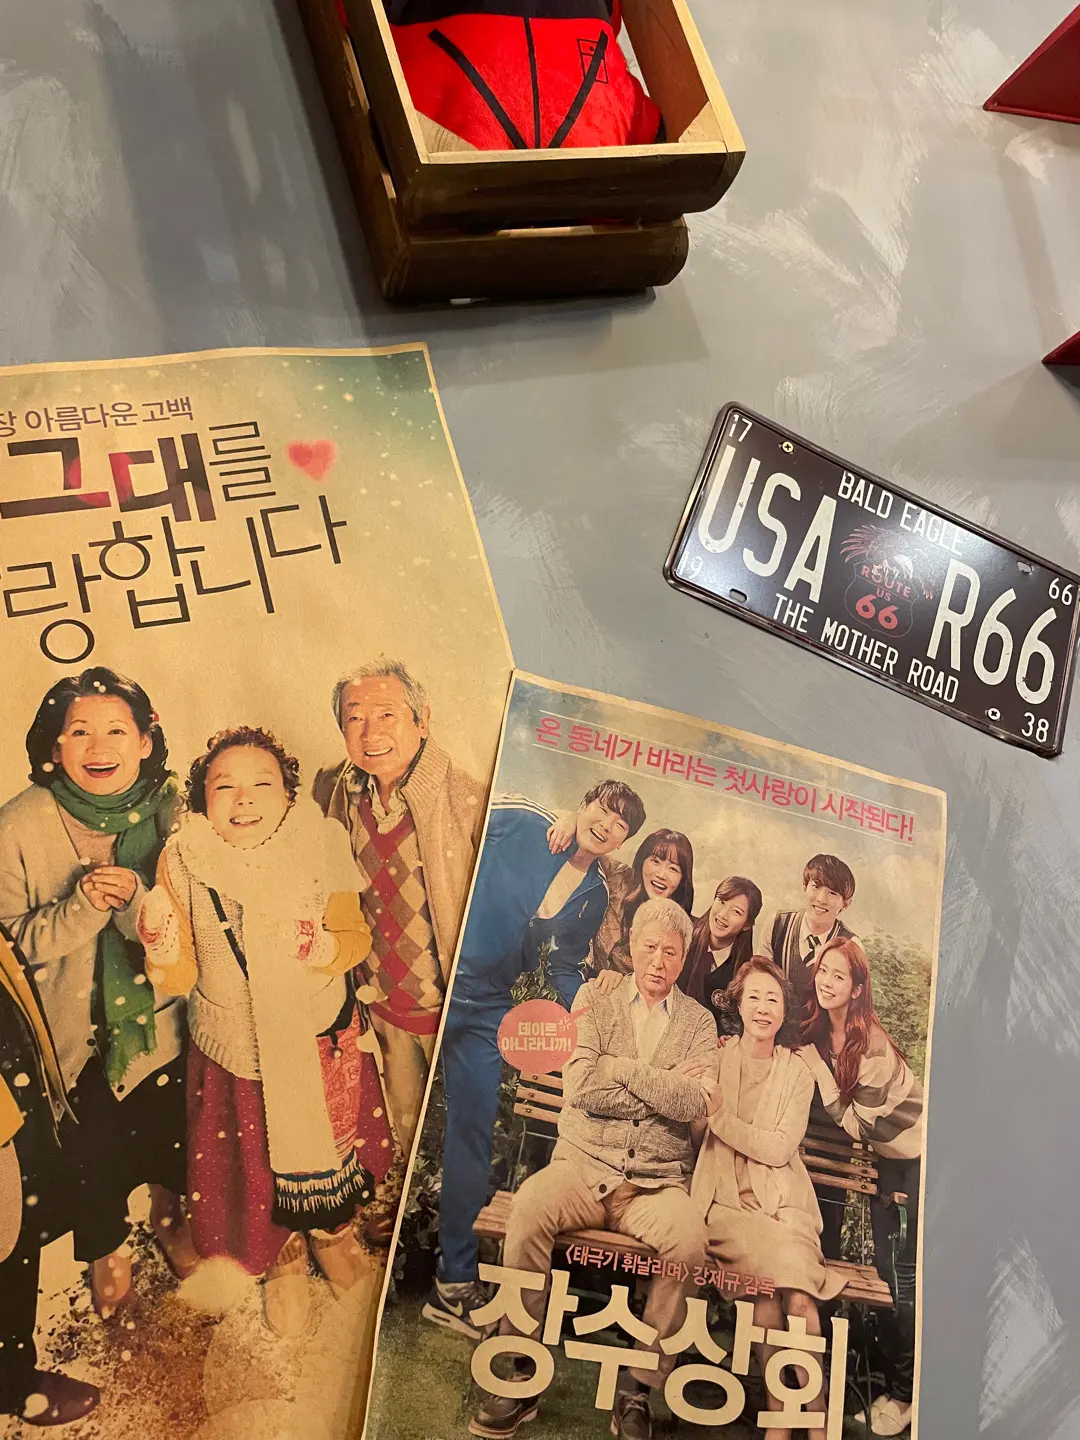 장 아름다운 고백
그대를
랑합니다
17
BALD EAGLE
USA
ROUTE
US
66
R66
66
19
THE MOTHER ROAD
38
온 동네가 바라는 첫사랑이 시작된다!
데이트
아니라니까!
〈태극기 휘날리며〉 강제규 감독
장수상회